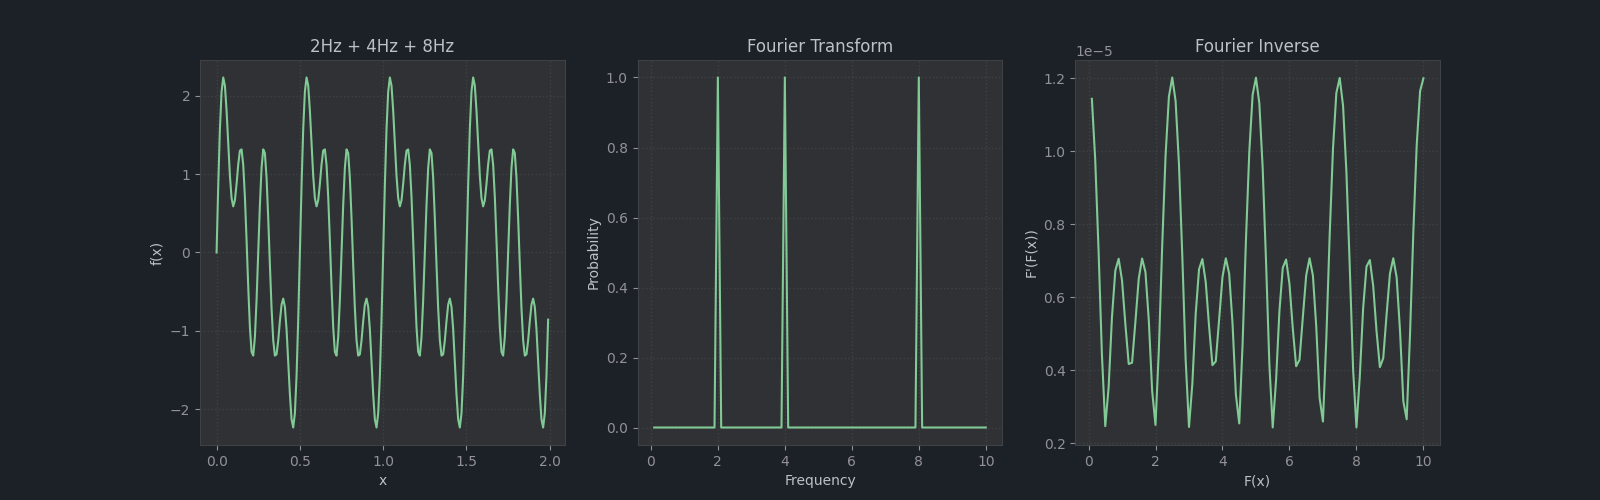 2Hz + 4Hz + 8Hz
f(x)
2
1
0
−1
−2
0.0 0.5 1.0 1.5 2.0
x
Fourier Transform
Probability
1.0
0.8
0.6
0.4
0.2
0.0
0 2 4 6 8 10
Frequency
Fourier Inverse
1e−5
F'(F(x))
1.2
1.0
0.8
0.6
0.4
0.2
0 2 4 6 8 10
F(x)